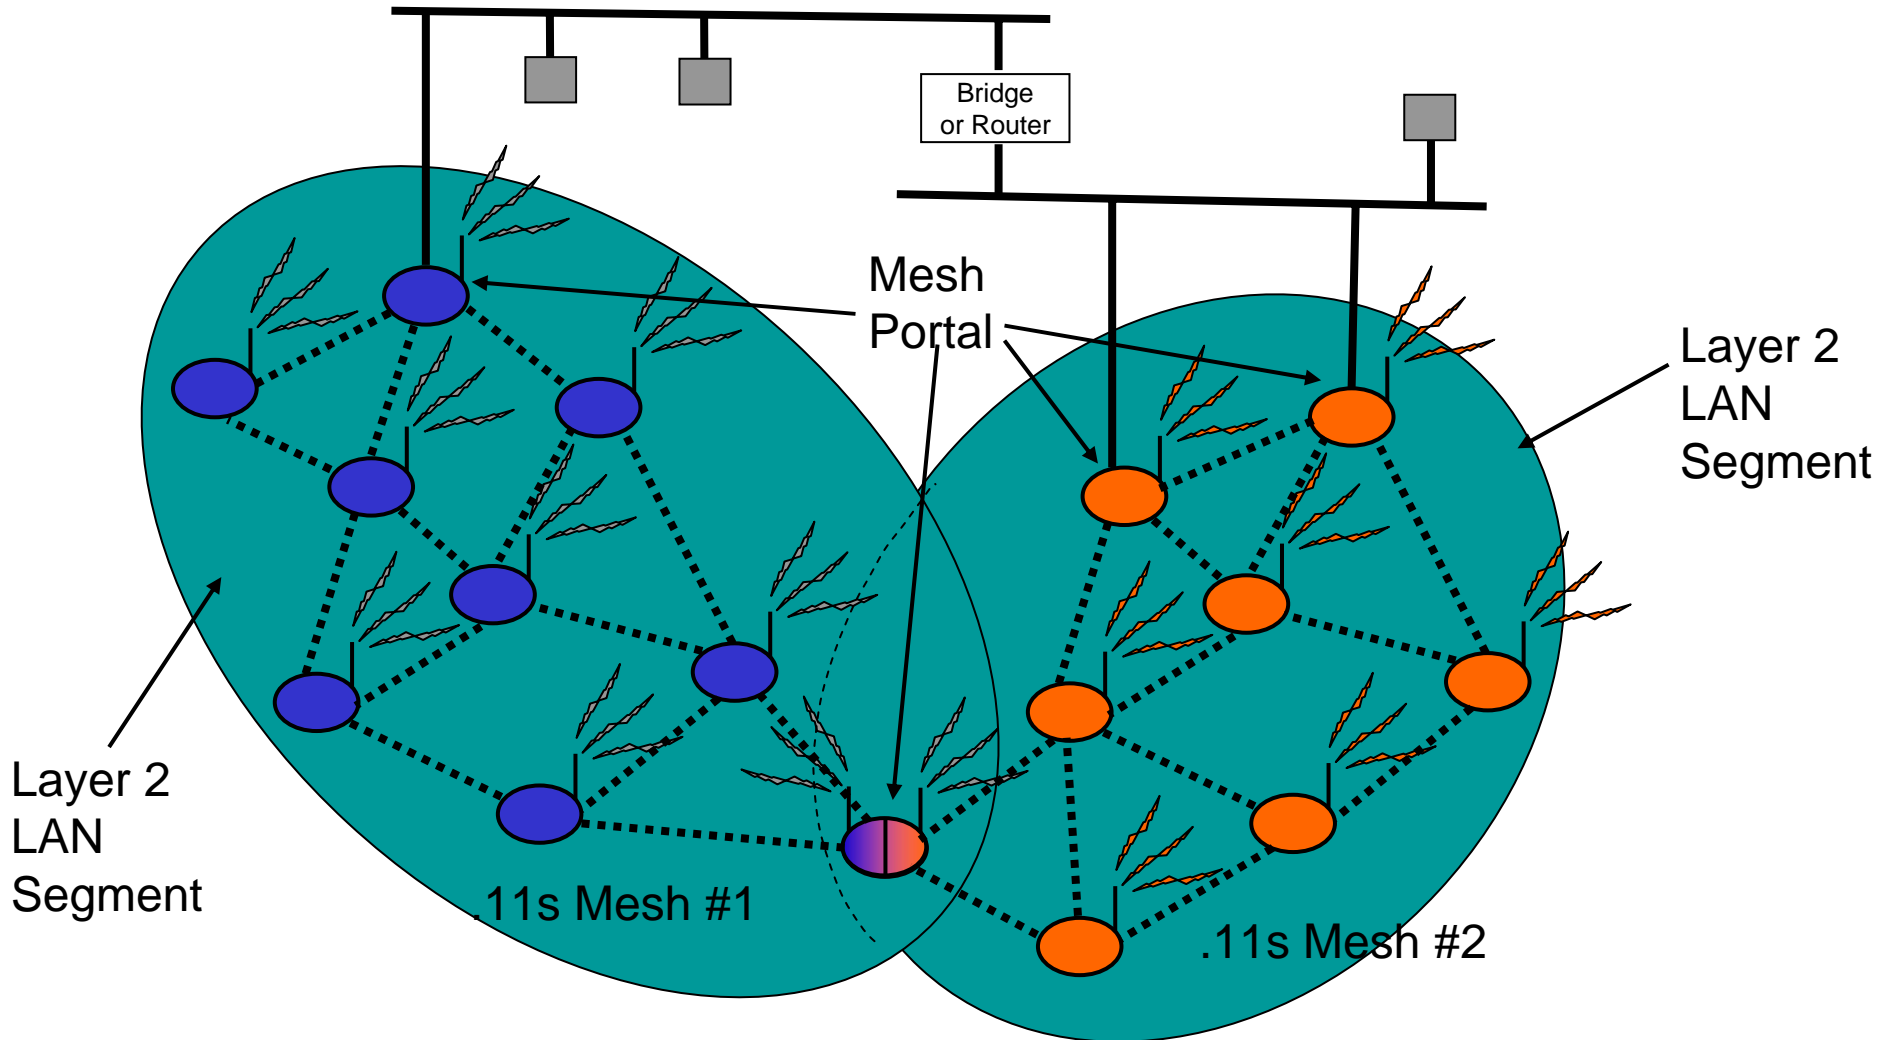 Bridge
or Router
Mesh
Portal
Layer 2
LAN
Segment
Layer 2
LAN
Segment
.11s Mesh #1
.11s Mesh #2